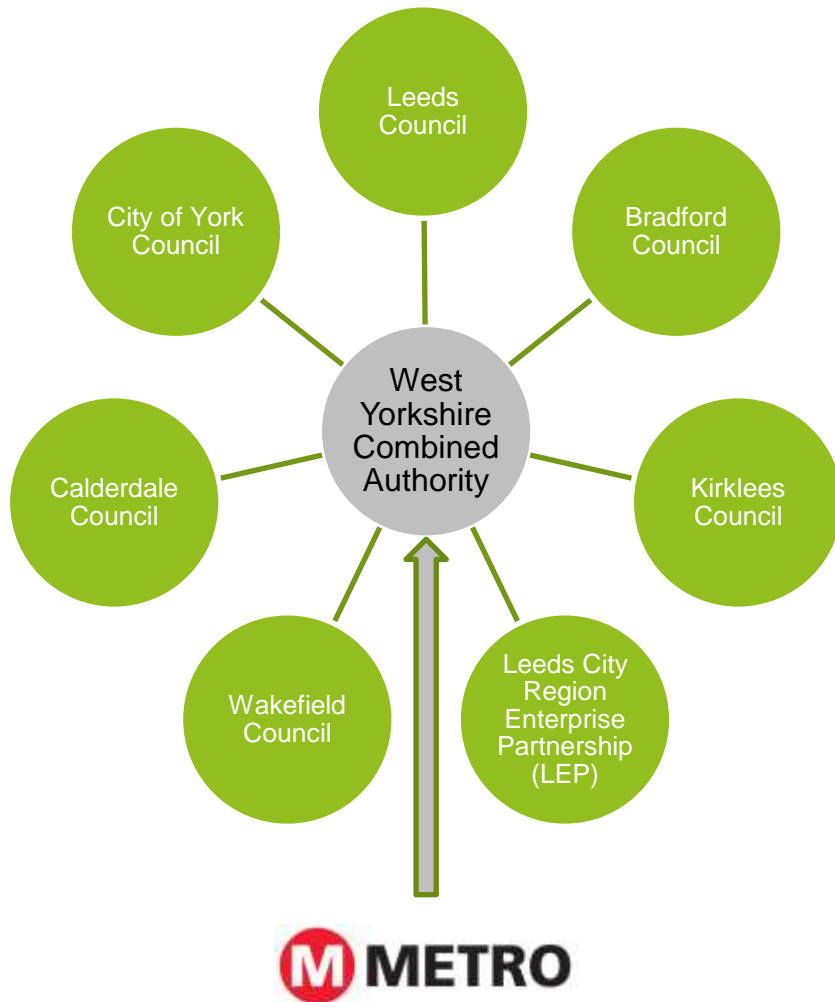 Leeds
Council
City of York
Council
Bradford
Council
West
Yorkshire
Combined
Authority
Calderdale
Council
Kirklees
Council
Wakefield
Council
Leeds City
Region
Enterprise
Partnership
(LEP)
M METRO